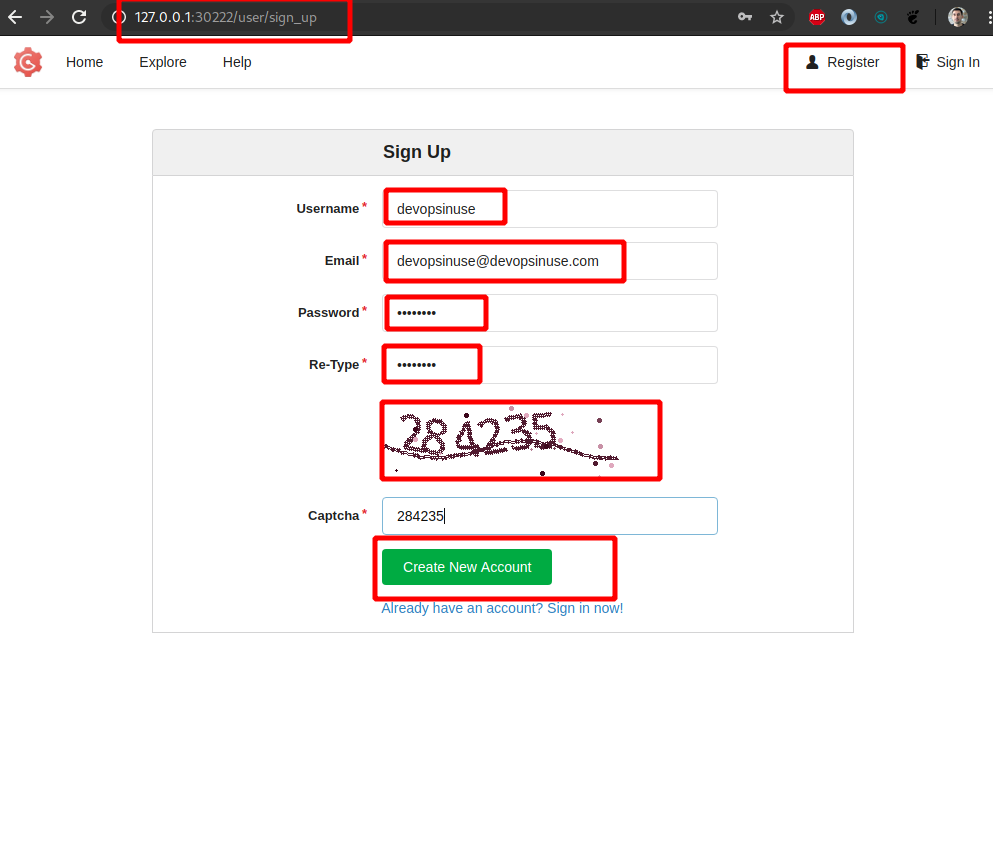 127.0.0.1:30222/user/sign_up
ABP
Home Explore Help Register Sign In
Sign Up
Username * devopsinuse
Email * devopsinuse@devopsinuse.com
Password * ••••••••
Re-Type * ••••••••
284235
Captcha * 284235
Create New Account
Already have an account? Sign in now!